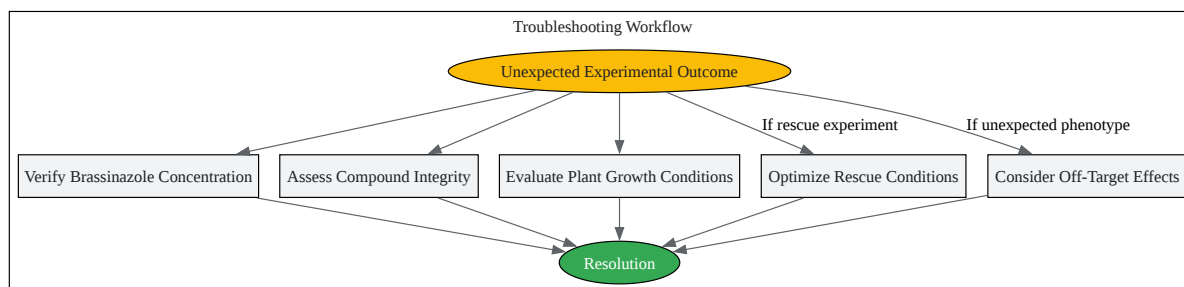 Troubleshooting Workflow
Unexpected Experimental Outcome
If rescue experiment
If unexpected phenotype
Verify Brassinazole Concentration
Assess Compound Integrity
Evaluate Plant Growth Conditions
Optimize Rescue Conditions
Consider Off-Target Effects
Resolution